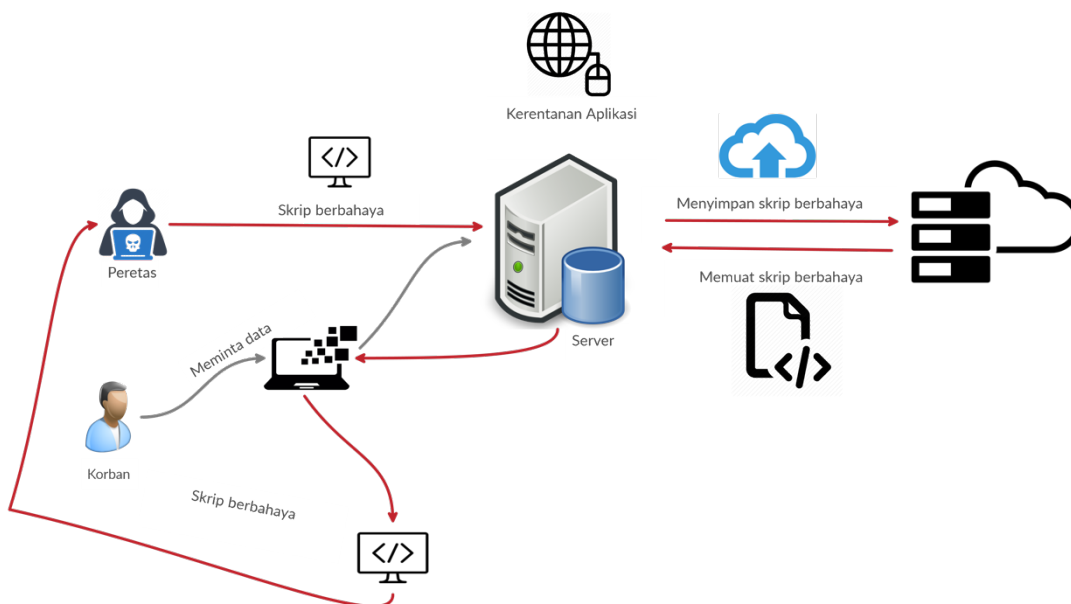 Kerentanan Aplikasi
Skrip berbahaya
Menyimpan skrip berbahaya
Peretas
Memuat skrip berbahaya
Server
Meminta data
Korban
Skrip berbahaya